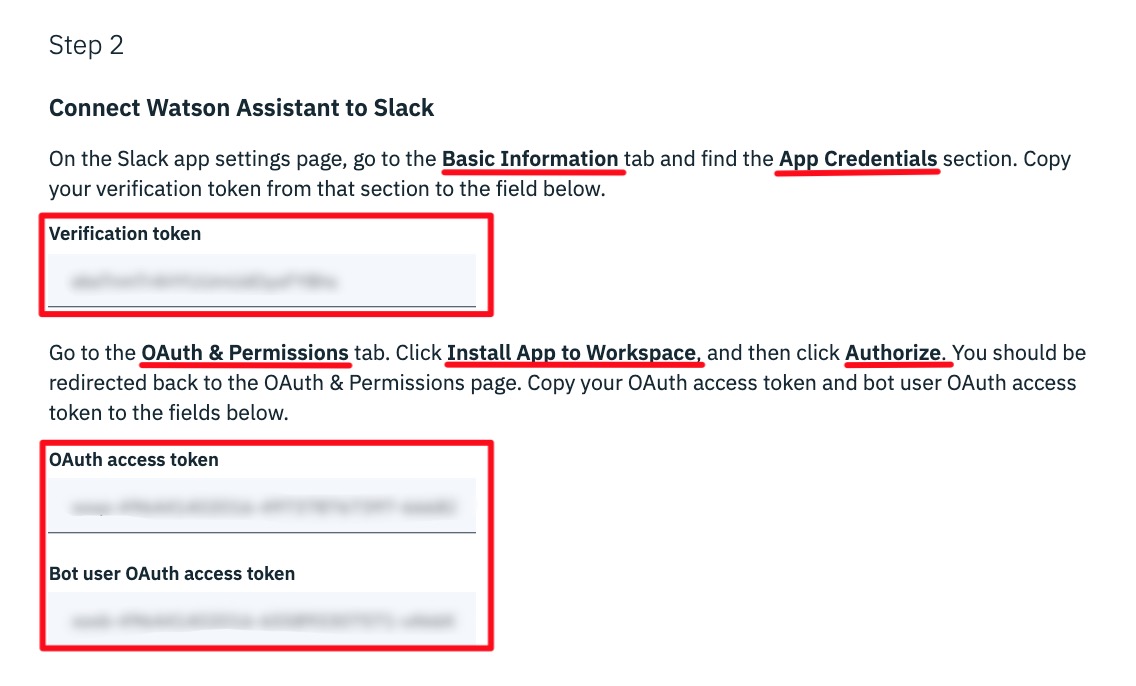 Step 2
Connect Watson Assistant to Slack
On the Slack app settings page, go to the Basic Information tab and find the App Credentials section. Copy
your verification token from that section to the field below.
Verification token
Go to the OAuth & Permissions tab. Click Install App to Workspace, and then click Authorize. You should be
redirected back to the OAuth & Permissions page. Copy your OAuth access token and bot user OAuth access
token to the fields below.
OAuth access token
Bot user OAuth access token